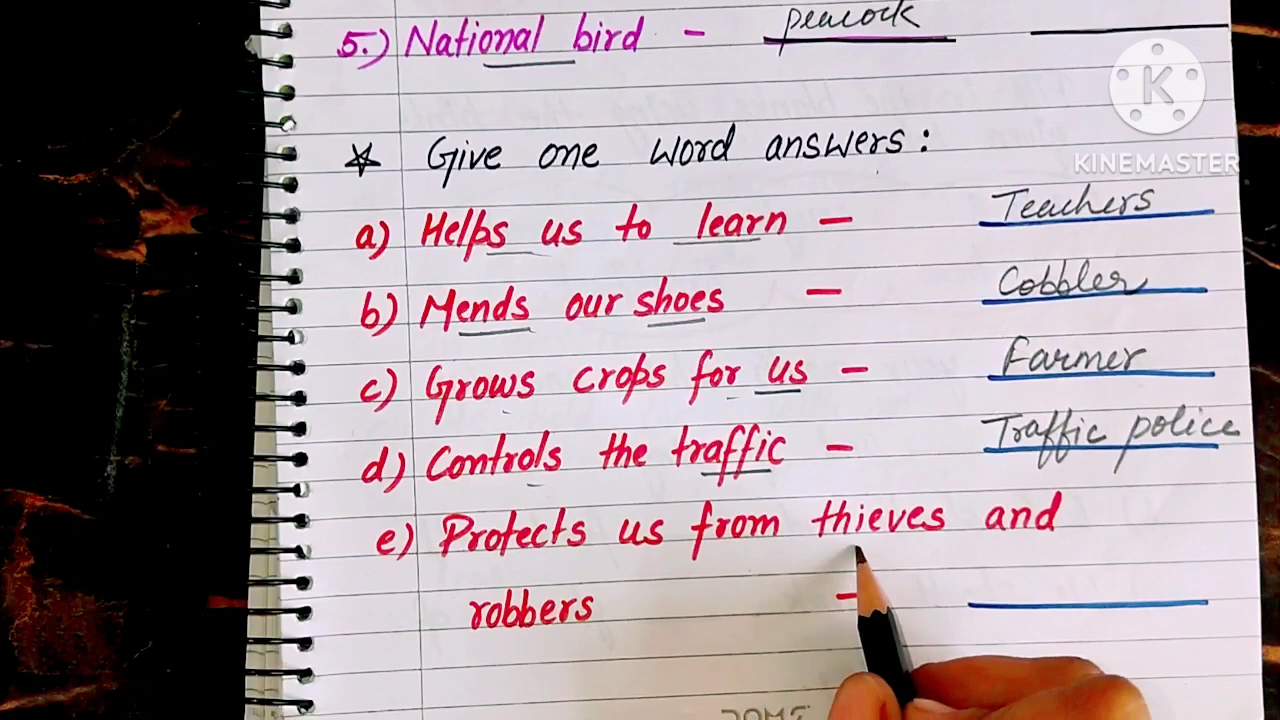 5.) National bird - peacock
K
KINEMASTER
☆ Give one word answers:
a) Helps us to learn - Teachers
b) Mends our shoes - Cobbler
c) Grows crops for us - Farmer
d) Controls the traffic - Traffic police
e) Protects us from thieves and
robbers -